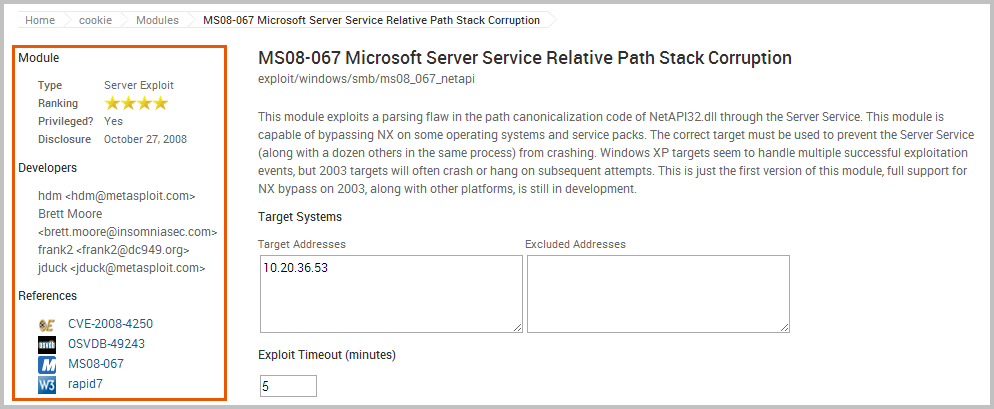 Home cookie Modules MS08-067 Microsoft Server Service Relative Path Stack Corruption
Module
Type Server Exploit
Ranking
Privileged? Yes
Disclosure October 27, 2008
Developers
hdm <hdm@metasploit.com>
Brett Moore
<brett.moore@insomniasec.com>
frank2 <frank2@dc949.org>
jduck <jduck@metasploit.com>
References
CVE-2008-4250
OSVDB-49243
MS08-067
rapid7
MS08-067 Microsoft Server Service Relative Path Stack Corruption
exploit/windows/smb/ms08_067_netapi
This module exploits a parsing flaw in the path canonicalization code of NetAPI32.dll through the Server Service. This module is
capable of bypassing NX on some operating systems and service packs. The correct target must be used to prevent the Server Service
(along with a dozen others in the same process) from crashing. Windows XP targets seem to handle multiple successful exploitation
events, but 2003 targets will often crash or hang on subsequent attempts. This is just the first version of this module, full support for
NX bypass on 2003, along with other platforms, is still in development.
Target Systems
Target Addresses Excluded Addresses
10.20.36.53
Exploit Timeout (minutes)
5